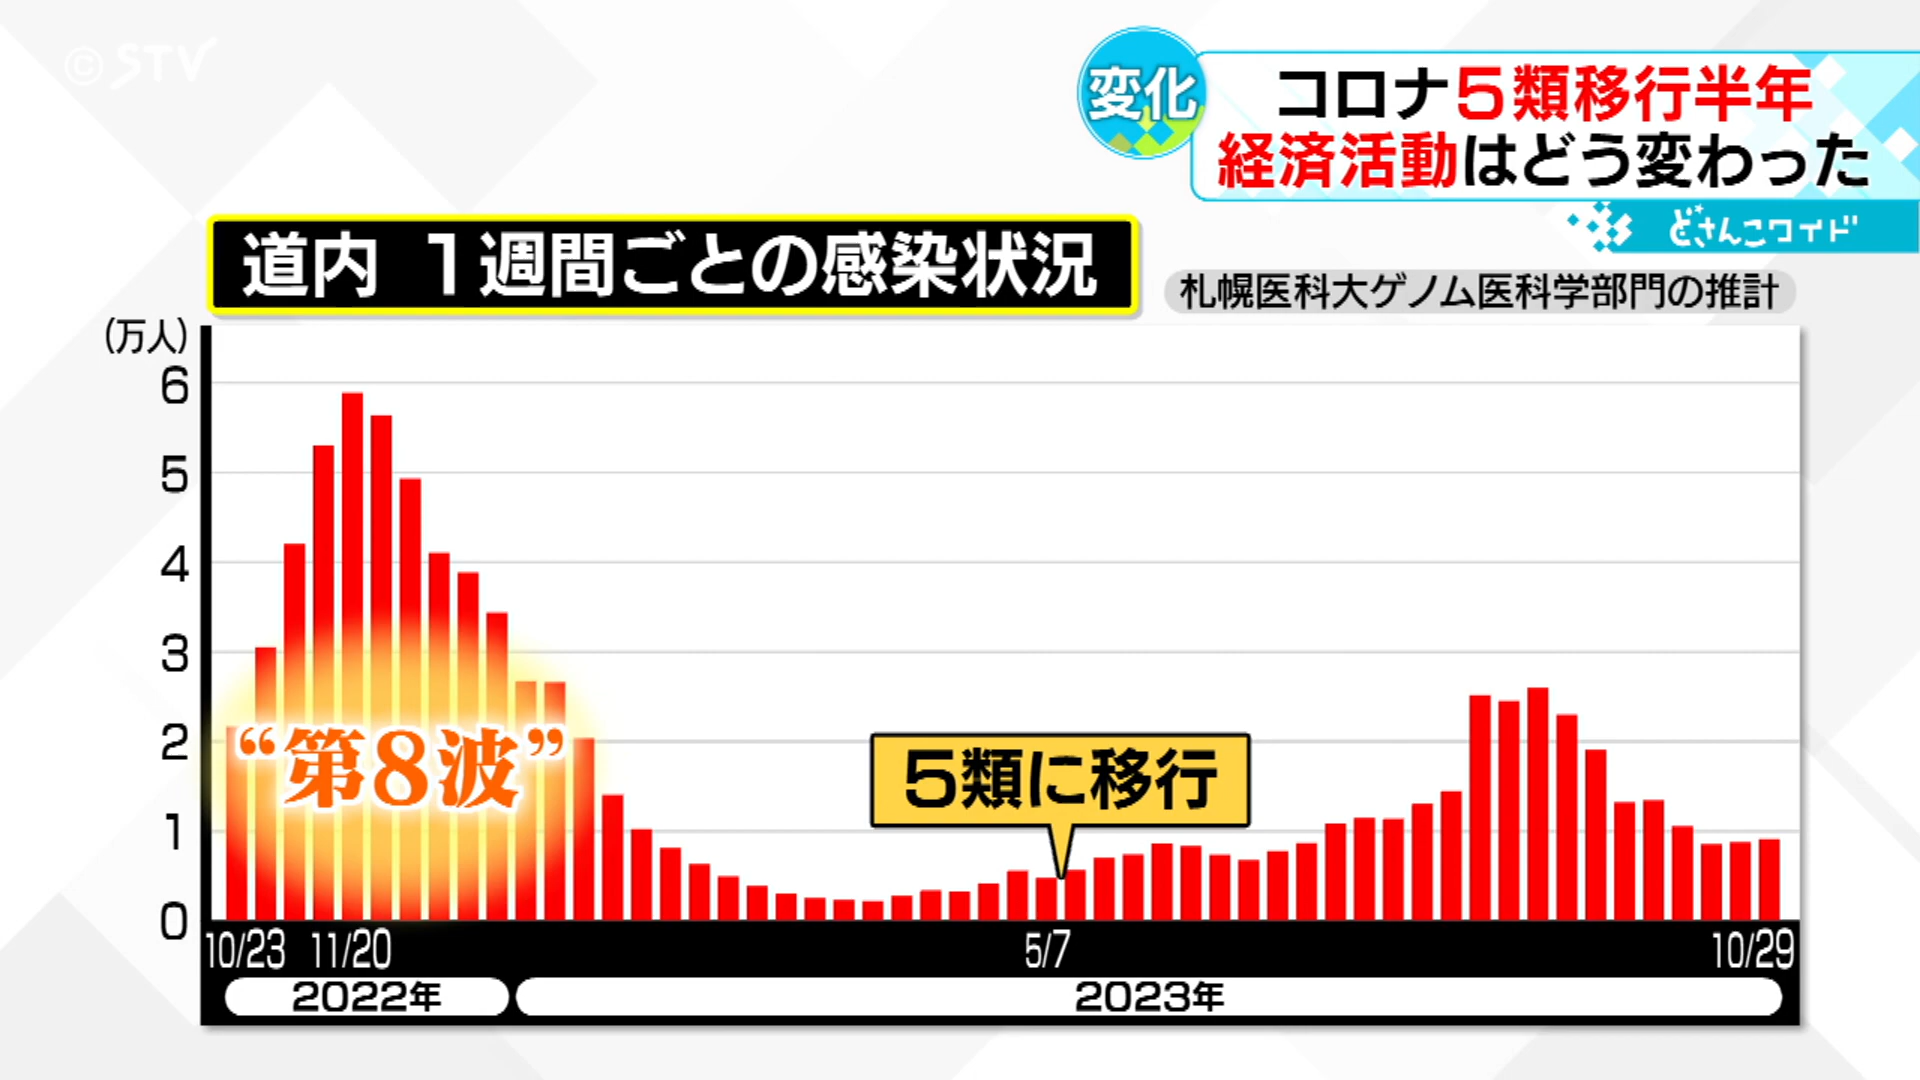 © STV
変化
コロナ5類移行半年
経済活動はどう変わった
どさんこワイド
道内 1週間ごとの感染状況
札幌医科大ゲノム医科学部門の推計
(万人)
6
5
4
3
2
1
0
“第8波”
5類に移行
10/23 11/20 5/7 10/29
2022年 2023年